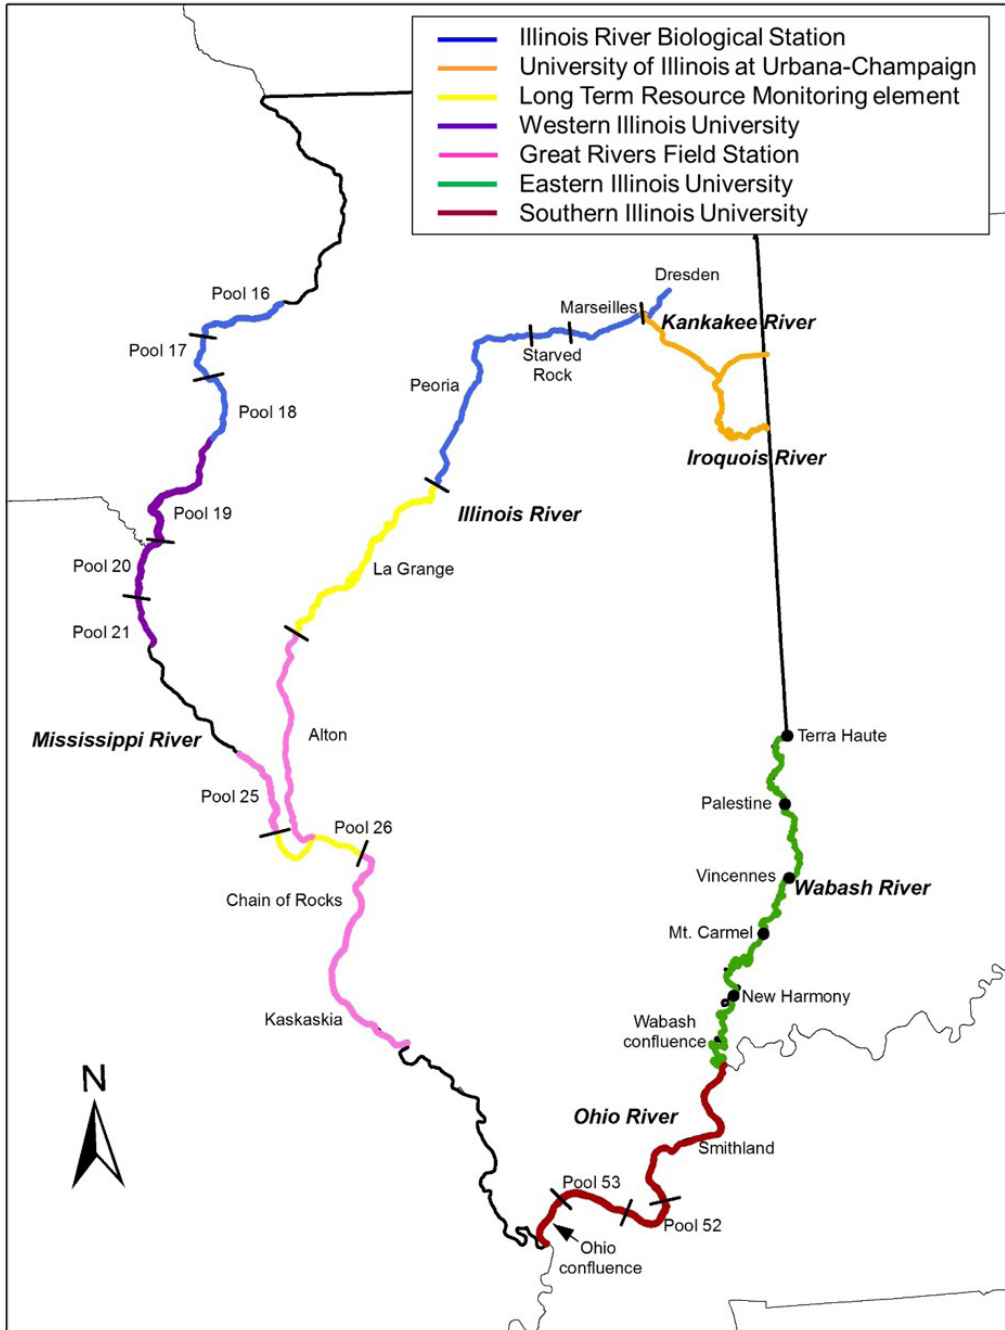 Illinois River Biological Station
University of Illinois at Urbana-Champaign
Long Term Resource Monitoring element
Western Illinois University
Great Rivers Field Station
Eastern Illinois University
Southern Illinois University
Dresden
Pool 16
Marseilles
Kankakee River
Pool 17
Starved
Rock
Peoria
Pool 18
Iroquois River
Pool 19
Illinois River
Pool 20
La Grange
Pool 21
Mississippi River
Alton
Terra Haute
Pool 25
Palestine
Pool 26
Vincennes
Wabash River
Chain of Rocks
Mt. Carmel
New Harmony
Kaskaskia
Wabash
confluence
N
Ohio River
Smithland
Pool 53
Pool 52
Ohio
confluence